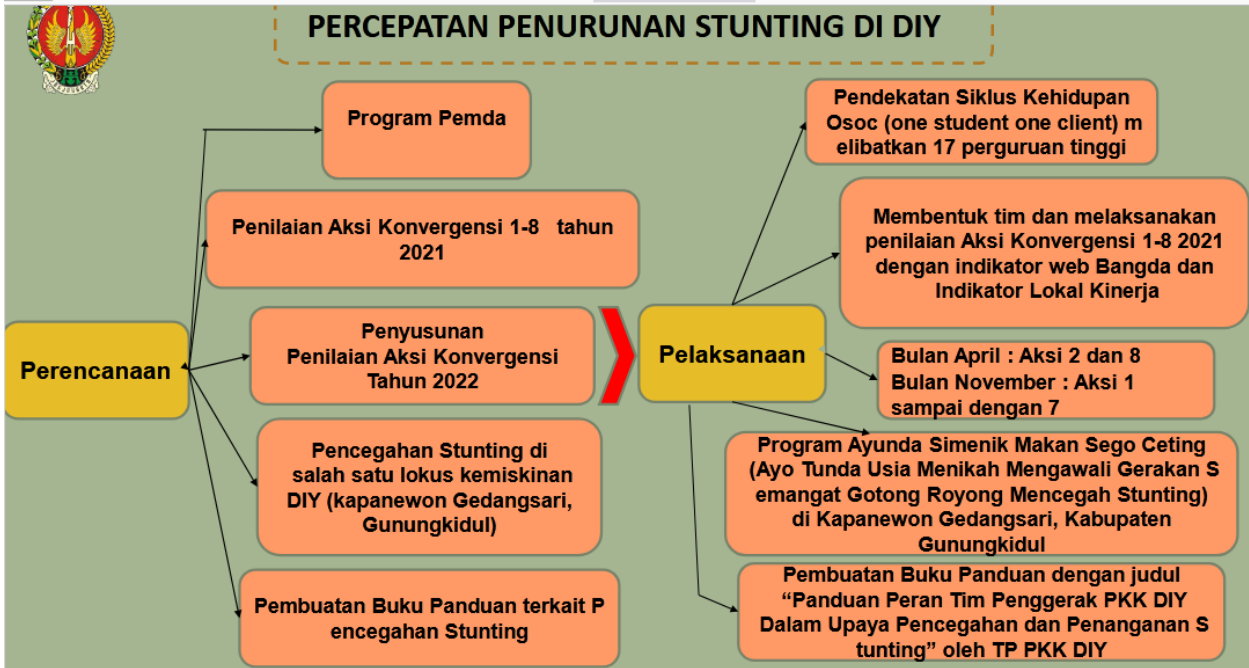 PERCEPATAN PENURUNAN STUNTING DI DIY
Perencanaan
Program Pemda
Penilaian Aksi Konvergensi 1-8 tahun
2021
Penyusunan
Penilaian Aksi Konvergensi
Tahun 2022
Pencegahan Stunting di
salah satu lokus kemiskinan
DIY (kapanewon Gedangsari,
Gunungkidul)
Pembuatan Buku Panduan terkait P
encegahan Stunting
Pelaksanaan
Pendekatan Siklus Kehidupan
Osoc (one student one client) m
elibatkan 17 perguruan tinggi
Membentuk tim dan melaksanakan
penilaian Aksi Konvergensi 1-8 2021
dengan indikator web Bangda dan
Indikator Lokal Kinerja
Bulan April : Aksi 2 dan 8
Bulan November : Aksi 1
sampai dengan 7
Program Ayunda Simenik Makan Sego Ceting
(Ayo Tunda Usia Menikah Mengawali Gerakan S
emangat Gotong Royong Mencegah Stunting)
di Kapanewon Gedangsari, Kabupaten
Gunungkidul
Pembuatan Buku Panduan dengan judul
“Panduan Peran Tim Penggerak PKK DIY
Dalam Upaya Pencegahan dan Penanganan S
tunting” oleh TP PKK DIY